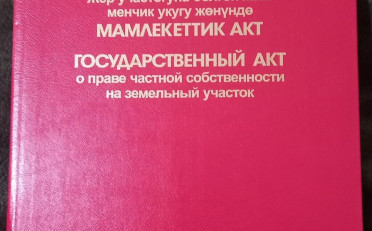 менчик укугу жөнүндө
МАМЛЕКЕТТИК АКТ
ГОСУДАРСТВЕННЫЙ АКТ
о праве частной собственности
на земельный участок